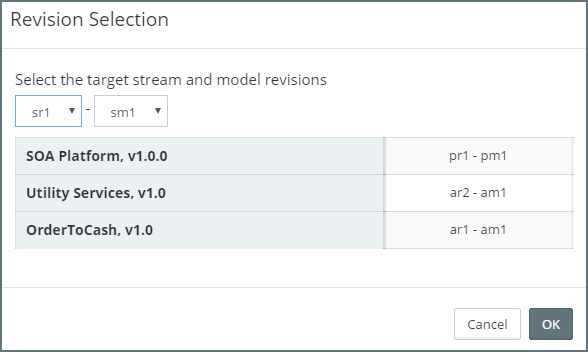 Revision Selection
Select the target stream and model revisions
sr1 - sm1
SOA Platform, v1.0.0 pr1 - pm1
Utility Services, v1.0 ar2 - am1
OrderToCash, v1.0 ar1 - am1
Cancel OK